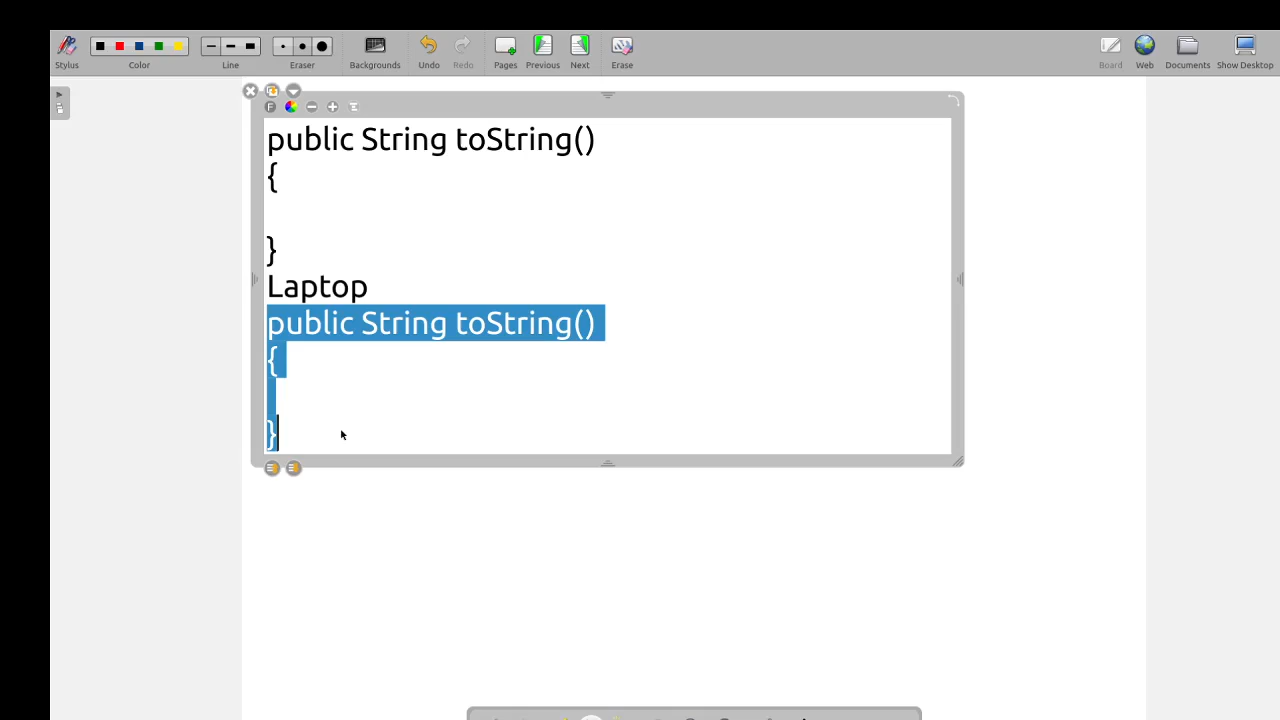 Stylus
Color
Line
Eraser
Backgrounds
Undo
Redo
Pages
Previous
Next
Erase
Board
Web
Documents
Show Desktop
F
public String toString()
{
}
Laptop
public String toString()
{
}